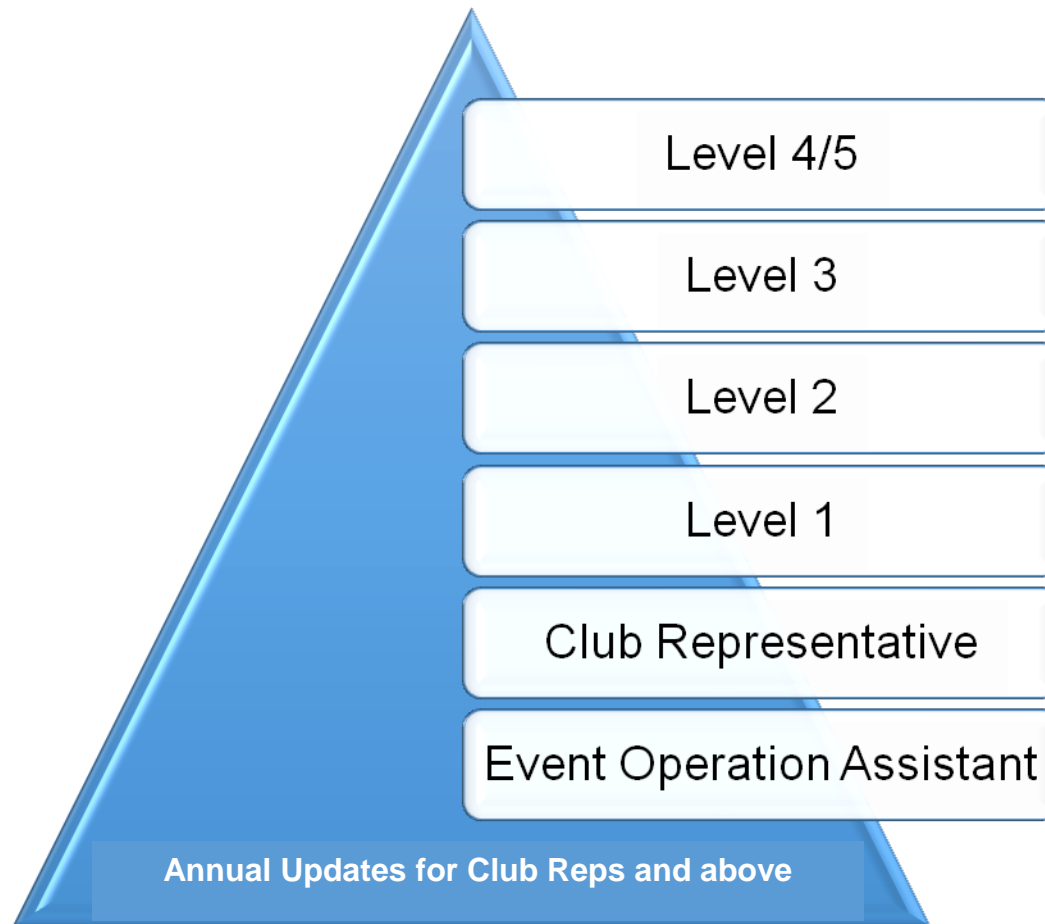 Level 4/5
Level 3
Level 2
Level 1
Club Representative
Event Operation Assistant
Annual Updates for Club Reps and above